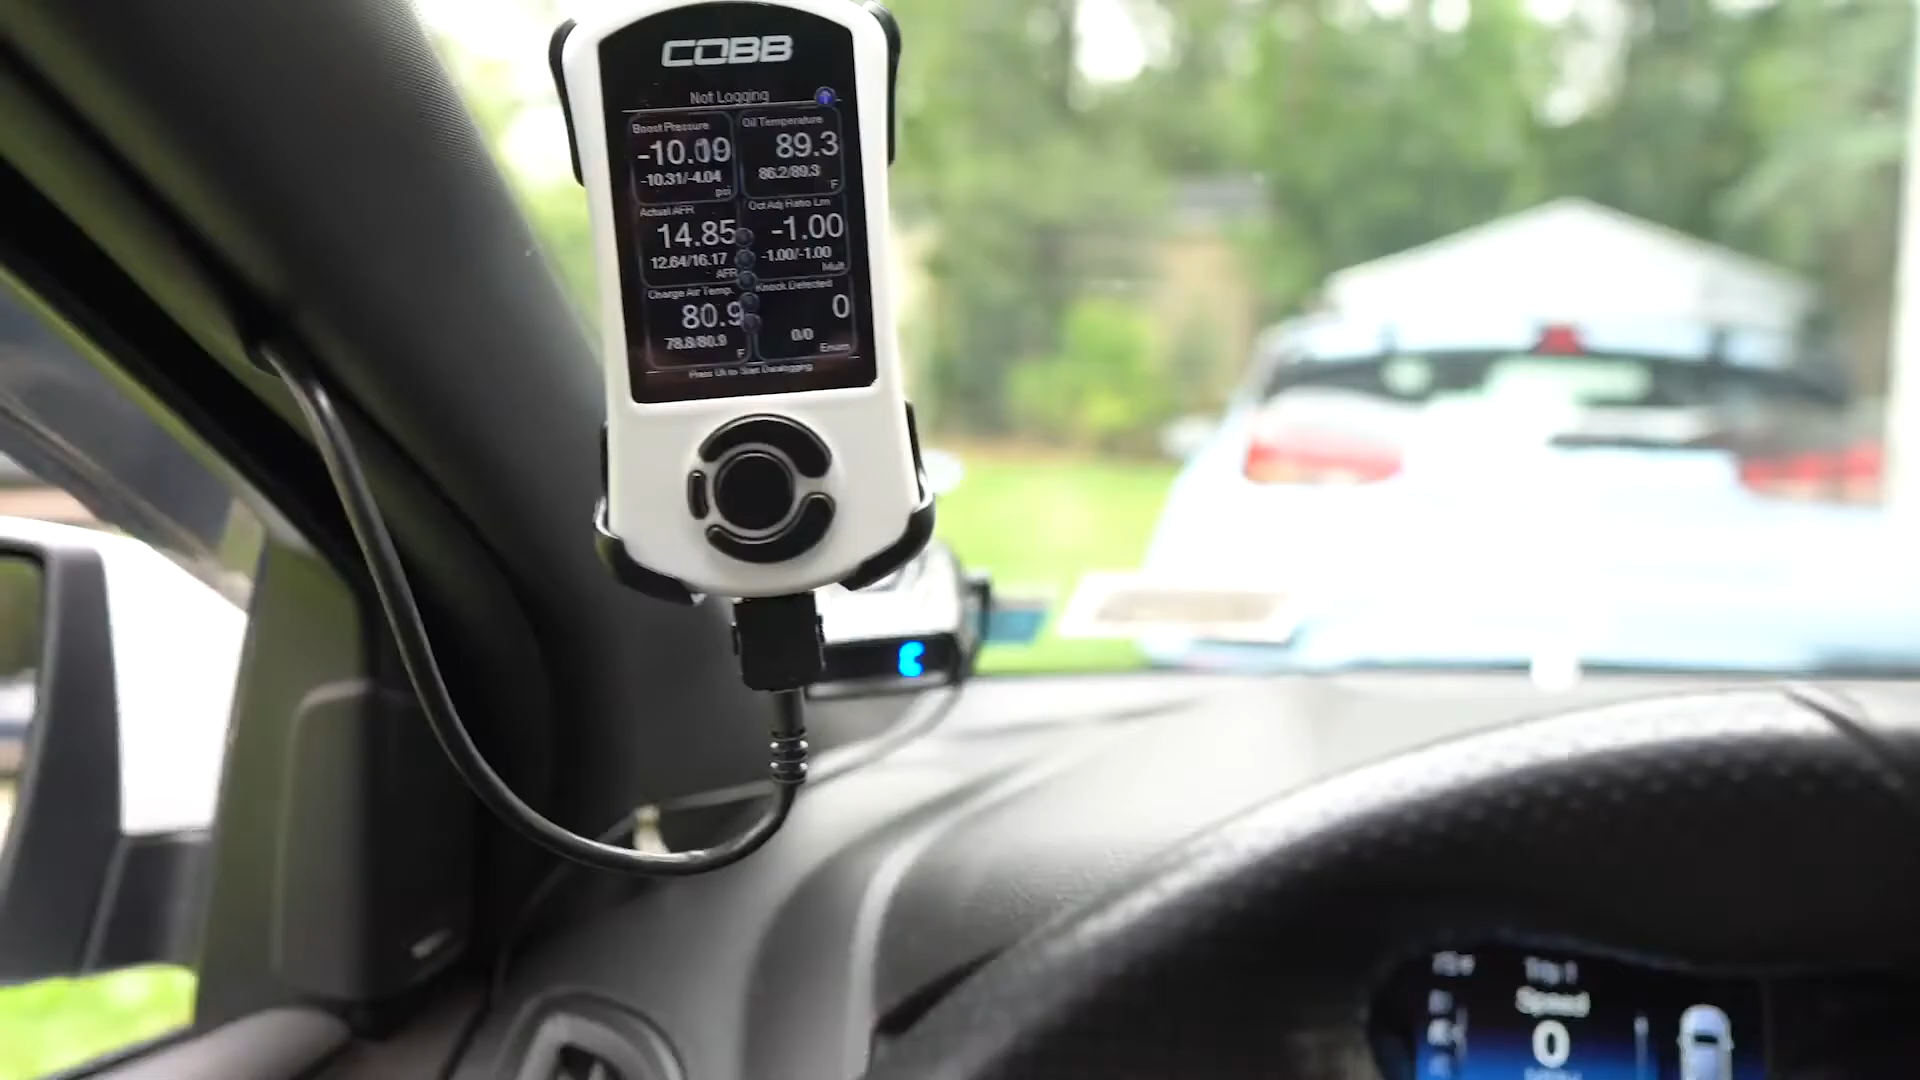 COBB
Not Logging
Boost Pressure
-10.09
-10.31/-4.04
psi
Oil Temperature
89.3
86.2/89.3
F
Actual AFR
14.85
12.64/16.17
AFR
Oct Adj Ratio Lrn
-1.00
-1.00/-1.00
Mult
Charge Air Temp.
80.9
78.8/80.9
F
Knock Detected
0
0/0
Enum
Press Ok to Start Datalogging
Trip 1
Speed
0